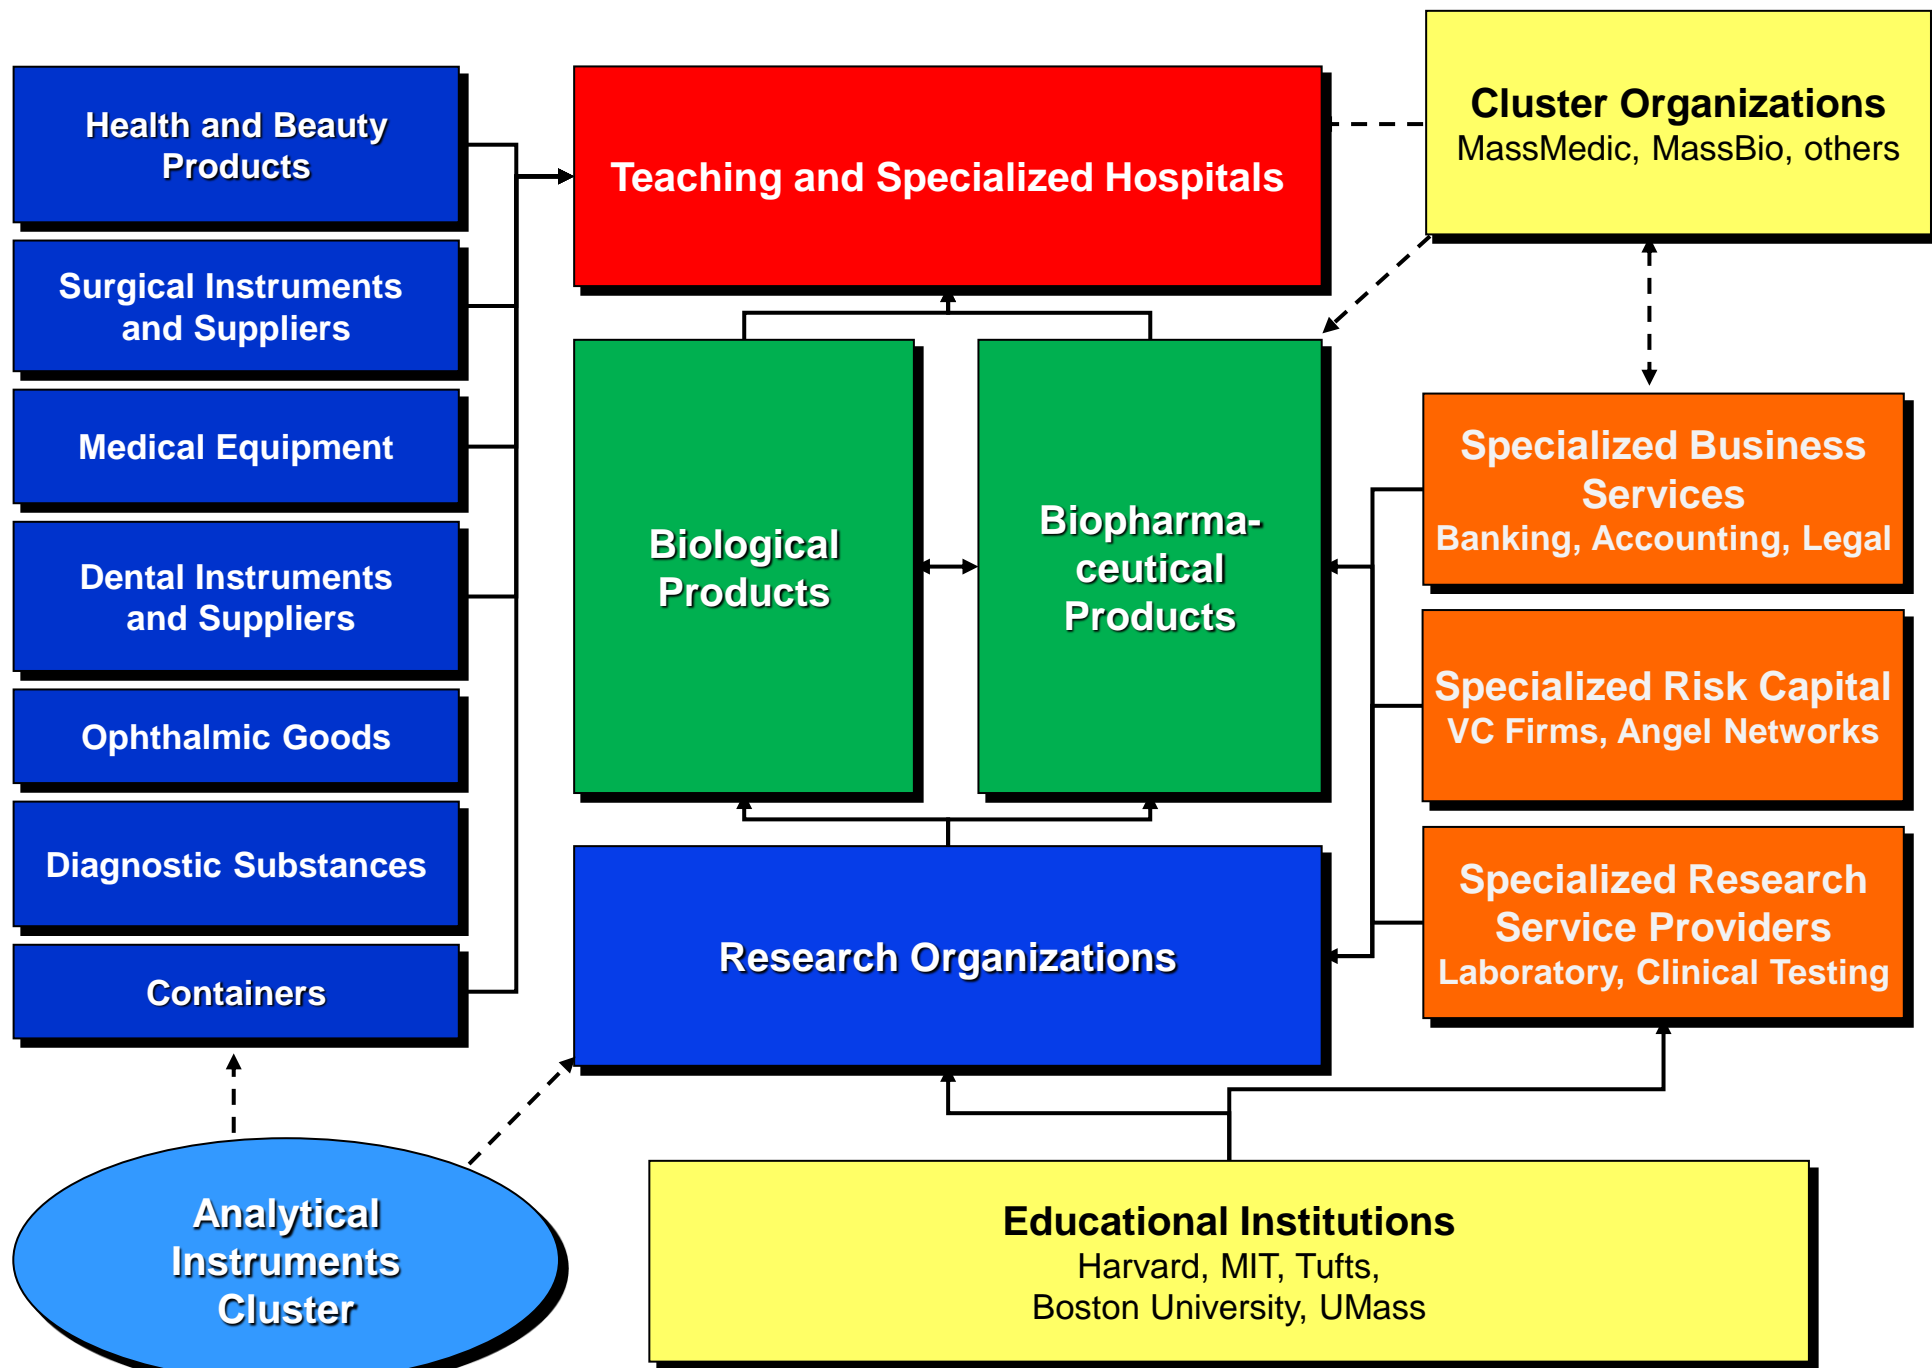 Health and Beauty
Products
Surgical Instruments
and Suppliers
Medical Equipment
Dental Instruments
and Suppliers
Ophthalmic Goods
Diagnostic Substances
Containers
Analytical
Instruments
Cluster
Teaching and Specialized Hospitals
Biological
Products
Biopharma-
ceutical
Products
Research Organizations
Educational Institutions
Harvard, MIT, Tufts,
Boston University, UMass
Cluster Organizations
MassMedic, MassBio, others
Specialized Business
Services
Banking, Accounting, Legal
Specialized Risk Capital
VC Firms, Angel Networks
Specialized Research
Service Providers
Laboratory, Clinical Testing